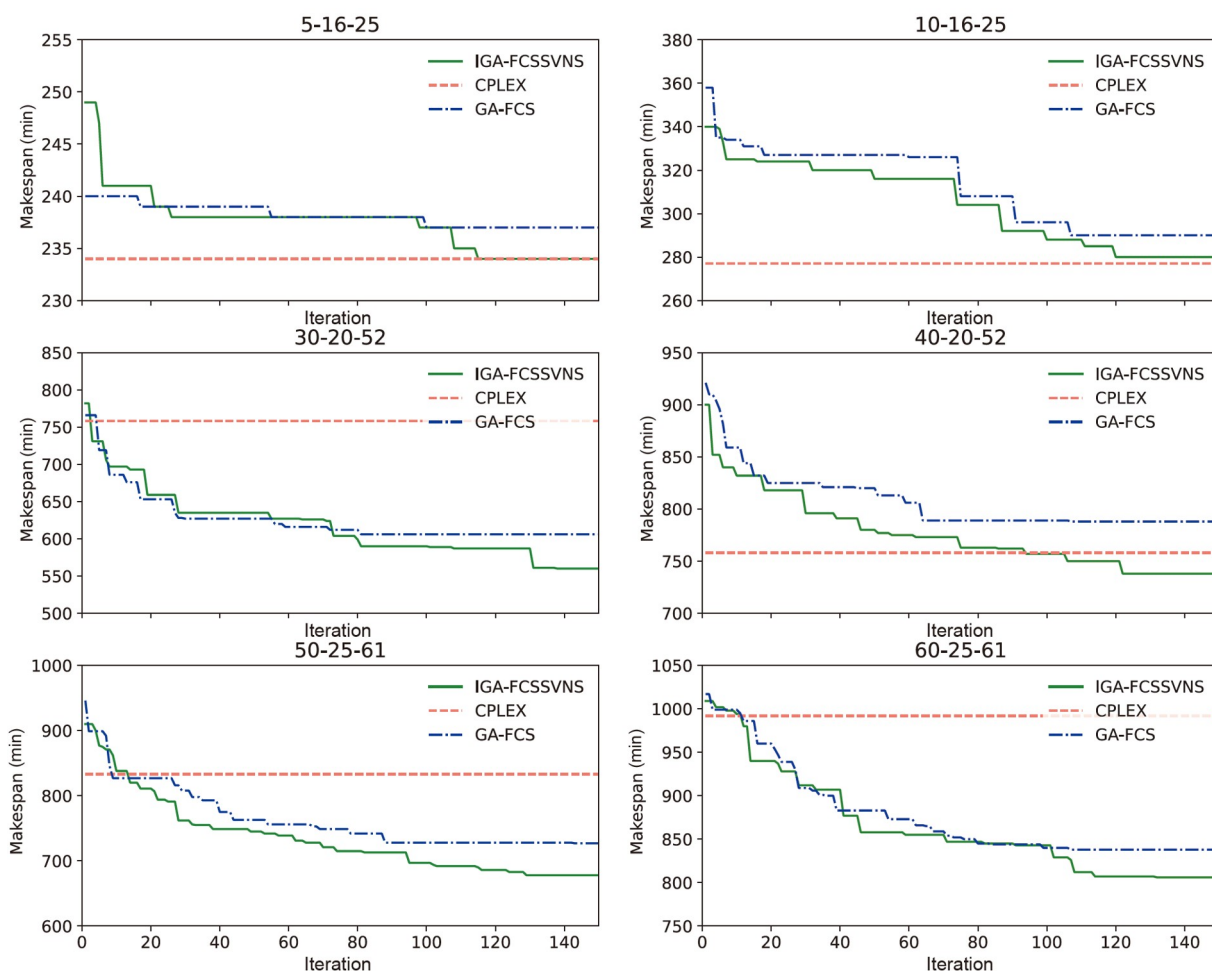 5-16-25
Makespan (min)
255
250
245
240
235
230
IGA-FCSSVNS
CPLEX
GA-FCS
Iteration
10-16-25
Makespan (min)
380
360
340
320
300
280
260
IGA-FCSSVNS
CPLEX
GA-FCS
Iteration
30-20-52
Makespan (min)
850
800
750
700
650
600
550
500
IGA-FCSSVNS
CPLEX
GA-FCS
Iteration
40-20-52
Makespan (min)
950
900
850
800
750
700
IGA-FCSSVNS
CPLEX
GA-FCS
Iteration
50-25-61
Makespan (min)
1000
900
800
700
600
IGA-FCSSVNS
CPLEX
GA-FCS
0 20 40 60 80 100 120 140
Iteration
60-25-61
Makespan (min)
1050
1000
950
900
850
800
750
IGA-FCSSVNS
CPLEX
GA-FCS
0 20 40 60 80 100 120 140
Iteration